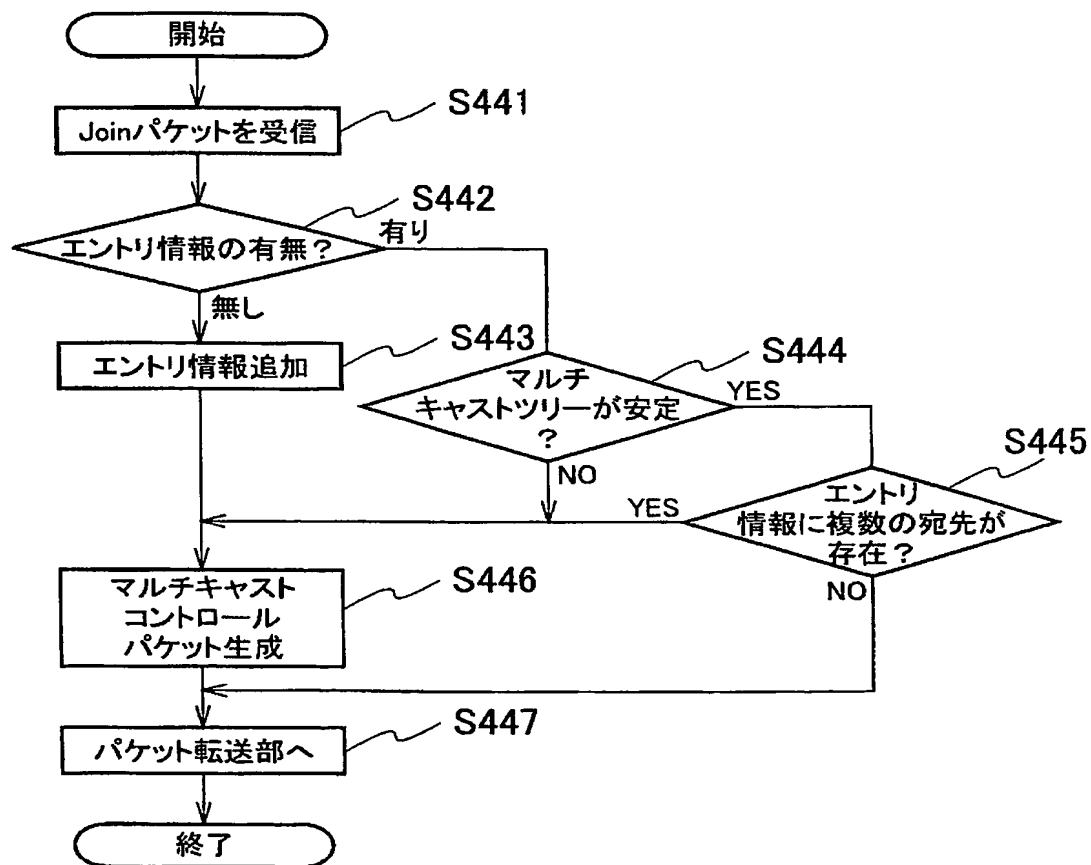 開始
S441
Joinパケットを受信
S442
エントリ情報の有無？
有り
無し
S443
エントリ情報追加
S444
マルチ
キャストツリーが安定
？
YES
NO
S445
エントリ
情報に複数の宛先が
存在？
YES
NO
S446
マルチキャスト
コントロール
パケット生成
S447
パケット転送部へ
終了